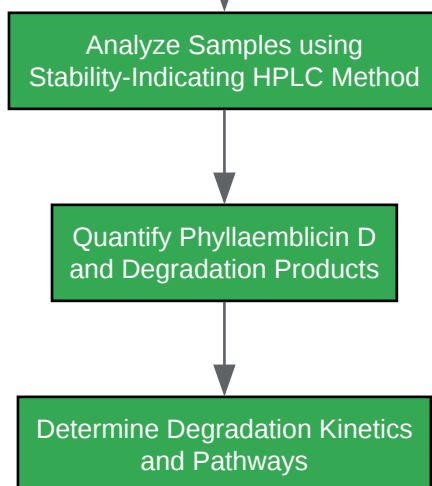 Analyze Samples using
Stability-Indicating HPLC Method
Quantify Phyllaemblicin D
and Degradation Products
Determine Degradation Kinetics
and Pathways